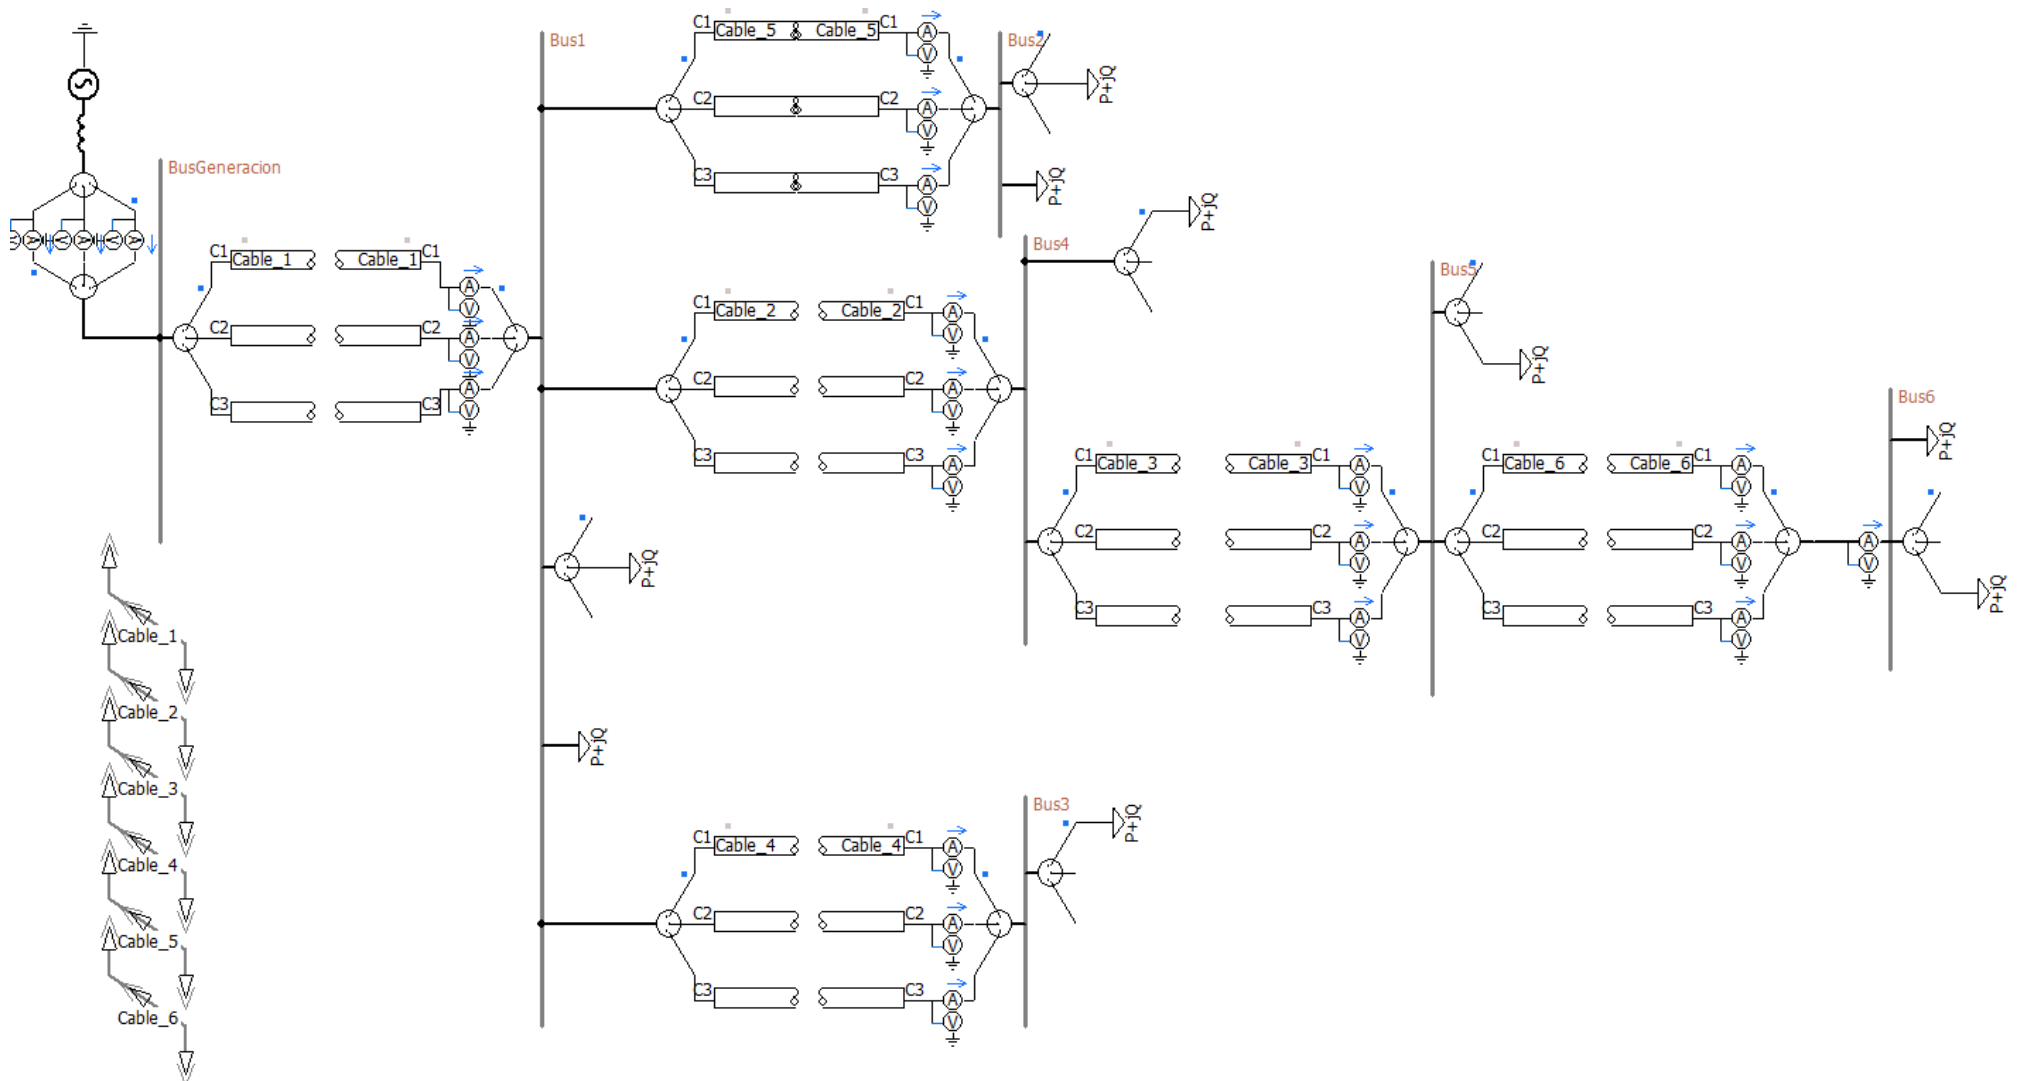 C1 Cable_5 Cable_5 C1
Bus1
Bus2
A
V
P+jQ
C2 C2
A
V
BusGeneracion
C3 C3
A
V
P+jQ
P+jQ
V A V A V A
Bus4
C1 Cable_1 Cable_1 C1
A
V
Bus5
C1 Cable_2 Cable_2 C1
A
V
C2 C2
A
V
P+jQ
C2 C2
A
V
C3 C3
A
V
Bus6
P+jQ
C3 C3
A
V
C1 Cable_3 Cable_3 C1
A
V
C1 Cable_6 Cable_6 C1
A
V
C2 C2
A
V
C2 C2
A
V
A
V
P+jQ
P+jQ
C3 C3
A
V
C3 C3
A
V
Cable_1
Cable_2
P+jQ
Cable_3
Bus3
P+jQ
C1 Cable_4 Cable_4 C1
A
V
Cable_4
C2 C2
A
V
Cable_5
C3 C3
A
V
Cable_6